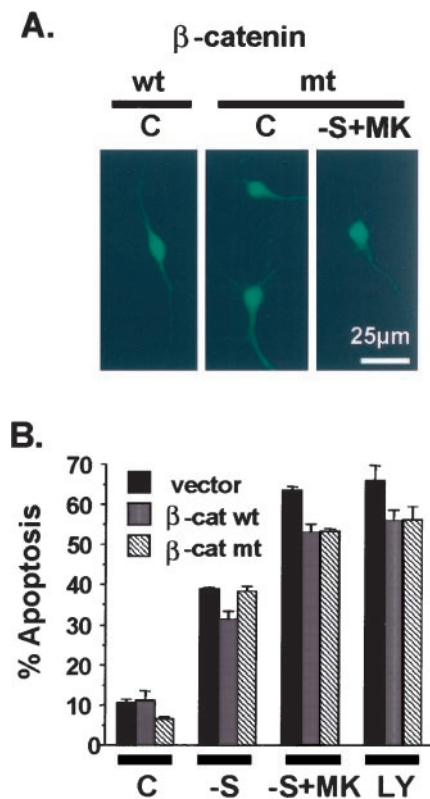 A.
β-catenin
wt mt
C C -S+MK
25μm
B.
% Apoptosis
70
60
50
40
30
20
10
0
vector
β-cat wt
β-cat mt
C -S -S+MK LY